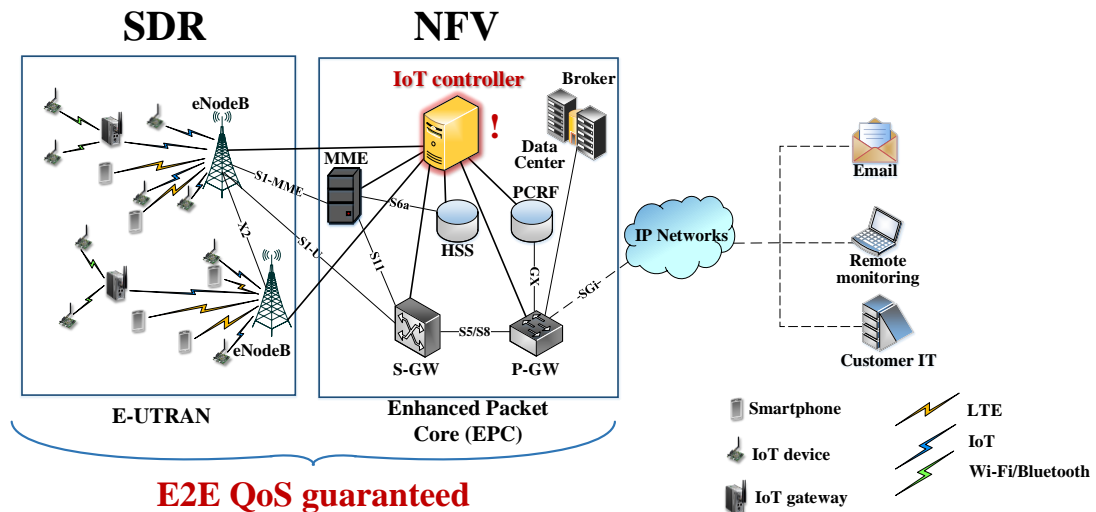 SDR
NFV
IoT controller
Broker
eNodeB
!
Data
Center
MME
PCRF
Email
S1-MME
S6a
X2
HSS
IP Networks
S1-U
S11
GX
Remote
monitoring
SGi
S5/S8
eNodeB
S-GW
P-GW
Customer IT
E-UTRAN
Enhanced Packet
Core (EPC)
Smartphone
LTE
IoT device
IoT
Wi-Fi/Bluetooth
IoT gateway
E2E QoS guaranteed